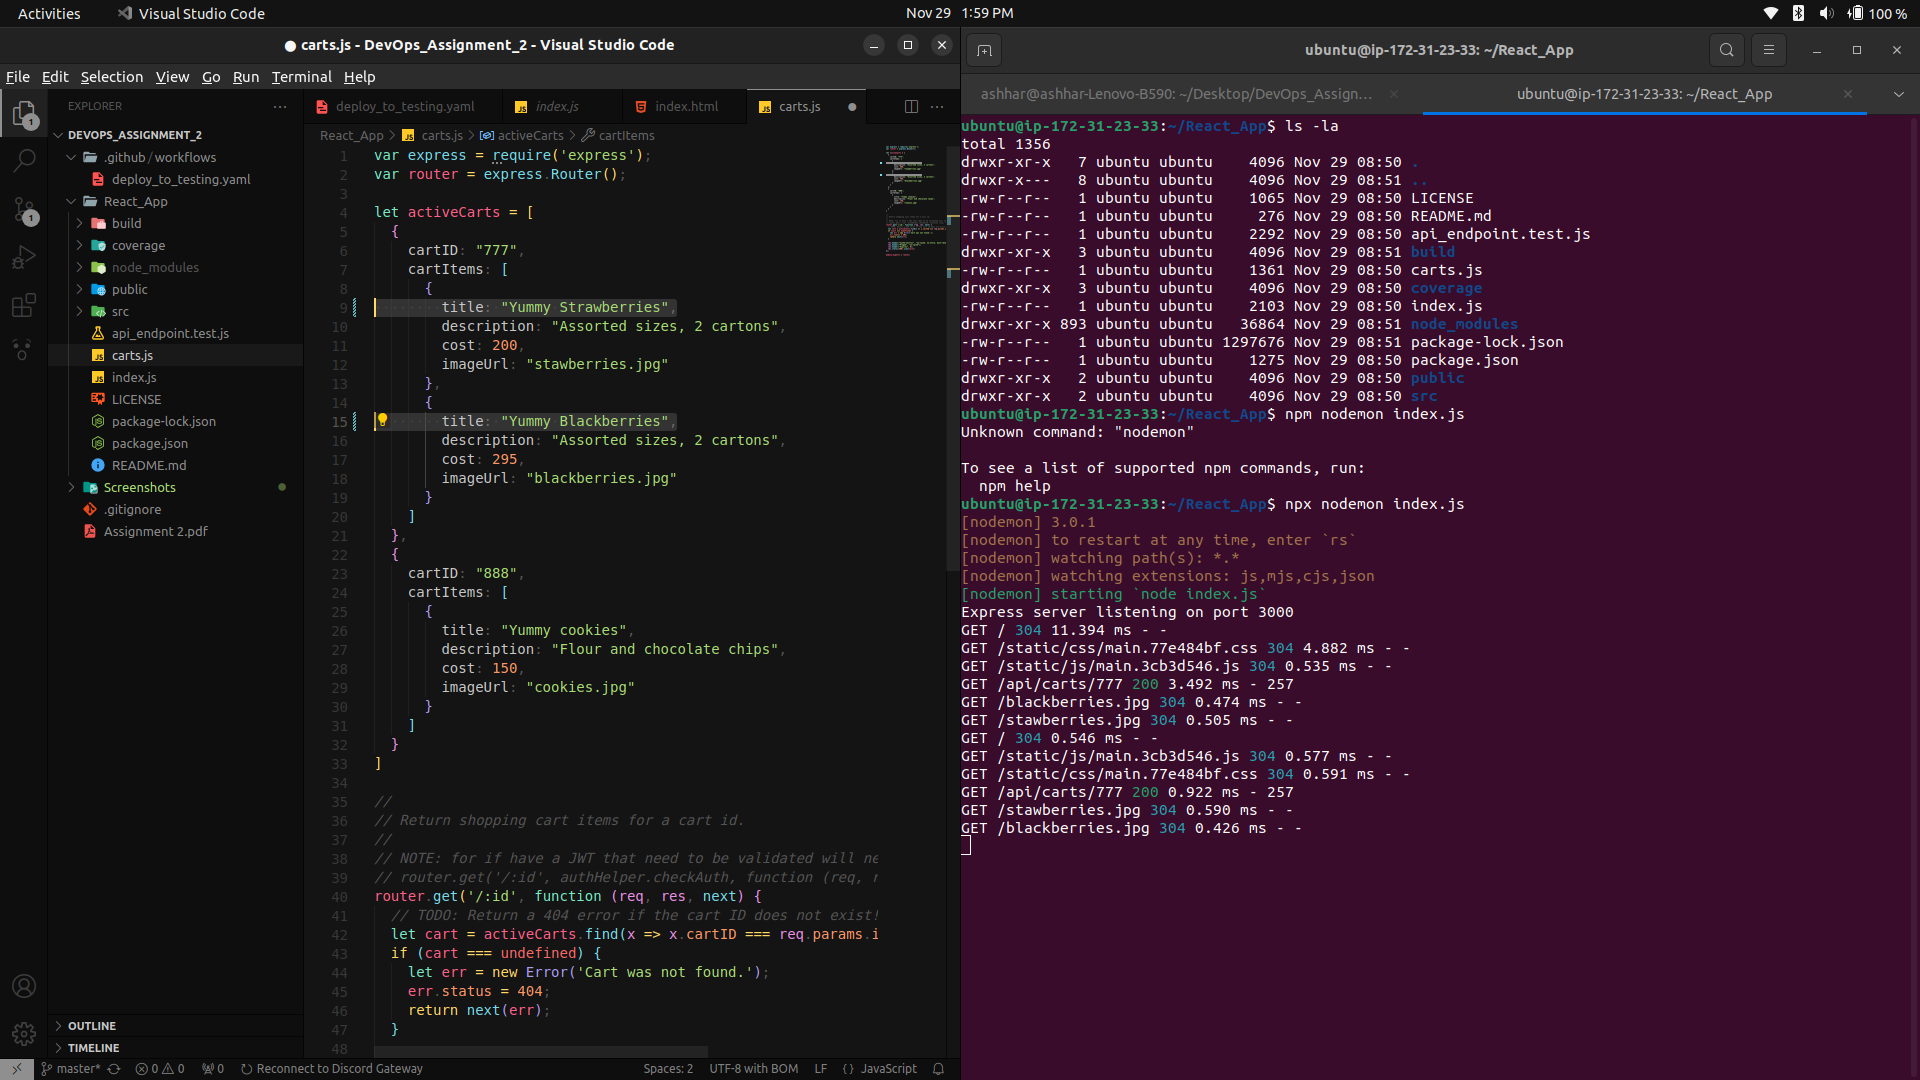 Activities
Visual Studio Code
Nov 29 1:59 PM
100 %
● carts.js - DevOps_Assignment_2 - Visual Studio Code
File Edit Selection View Go Run Terminal Help
EXPLORER
DEVOPS_ASSIGNMENT_2
.github / workflows
deploy_to_testing.yaml
React_App
build
coverage
node_modules
public
src
api_endpoint.test.js
carts.js
index.js
LICENSE
package-lock.json
package.json
README.md
Screenshots
.gitignore
Assignment 2.pdf
OUTLINE
TIMELINE
1
1
deploy_to_testing.yaml
index.js
index.html
carts.js
React_App > carts.js > activeCarts > cartItems
1 var express = require('express');
2 var router = express.Router();
3
4 let activeCarts = [
5 {
6 cartID: "777",
7 cartItems: [
8 {
9 title: "Yummy Strawberries",
10 description: "Assorted sizes, 2 cartons",
11 cost: 200,
12 imageUrl: "stawberries.jpg"
13 },
14 {
15 title: "Yummy Blackberries",
16 description: "Assorted sizes, 2 cartons",
17 cost: 295,
18 imageUrl: "blackberries.jpg"
19 }
20 ]
21 },
22 {
23 cartID: "888",
24 cartItems: [
25 {
26 title: "Yummy cookies",
27 description: "Flour and chocolate chips",
28 cost: 150,
29 imageUrl: "cookies.jpg"
30 }
31 ]
32 }
33 ]
34
35 //
36 // Return shopping cart items for a cart id.
37 //
38 // NOTE: for if have a JWT that need to be validated will ne
39 // router.get('/:id', authHelper.checkAuth, function (req, r
40 router.get('/:id', function (req, res, next) {
41 // TODO: Return a 404 error if the cart ID does not exist!
42 let cart = activeCarts.find(x => x.cartID === req.params.i
43 if (cart === undefined) {
44 let err = new Error('Cart was not found.');
45 err.status = 404;
46 return next(err);
47 }
48
master* 0 0 0 Reconnect to Discord Gateway
Spaces: 2 UTF-8 with BOM LF {} JavaScript
ubuntu@ip-172-31-23-33: ~/React_App
ashhar@ashhar-Lenovo-B590: ~/Desktop/DevOps_Assign...
ubuntu@ip-172-31-23-33: ~/React_App
ubuntu@ip-172-31-23-33:~/React_App$ ls -la
total 1356
drwxr-xr-x 7 ubuntu ubuntu 4096 Nov 29 08:50 .
drwxr-x--- 8 ubuntu ubuntu 4096 Nov 29 08:51 ..
-rw-r--r-- 1 ubuntu ubuntu 1065 Nov 29 08:50 LICENSE
-rw-r--r-- 1 ubuntu ubuntu 276 Nov 29 08:50 README.md
-rw-r--r-- 1 ubuntu ubuntu 2292 Nov 29 08:50 api_endpoint.test.js
drwxr-xr-x 3 ubuntu ubuntu 4096 Nov 29 08:51 build
-rw-r--r-- 1 ubuntu ubuntu 1361 Nov 29 08:50 carts.js
drwxr-xr-x 3 ubuntu ubuntu 4096 Nov 29 08:50 coverage
-rw-r--r-- 1 ubuntu ubuntu 2103 Nov 29 08:50 index.js
drwxr-xr-x 893 ubuntu ubuntu 36864 Nov 29 08:51 node_modules
-rw-r--r-- 1 ubuntu ubuntu 1297676 Nov 29 08:51 package-lock.json
-rw-r--r-- 1 ubuntu ubuntu 1275 Nov 29 08:50 package.json
drwxr-xr-x 2 ubuntu ubuntu 4096 Nov 29 08:50 public
drwxr-xr-x 2 ubuntu ubuntu 4096 Nov 29 08:50 src
ubuntu@ip-172-31-23-33:~/React_App$ npm nodemon index.js
Unknown command: "nodemon"
To see a list of supported npm commands, run:
npm help
ubuntu@ip-172-31-23-33:~/React_App$ npx nodemon index.js
[nodemon] 3.0.1
[nodemon] to restart at any time, enter `rs`
[nodemon] watching path(s): *.*
[nodemon] watching extensions: js,mjs,cjs,json
[nodemon] starting `node index.js`
Express server listening on port 3000
GET / 304 11.394 ms - -
GET /static/css/main.77e484bf.css 304 4.882 ms - -
GET /static/js/main.3cb3d546.js 304 0.535 ms - -
GET /api/carts/777 200 3.492 ms - 257
GET /blackberries.jpg 304 0.474 ms - -
GET /stawberries.jpg 304 0.505 ms - -
GET / 304 0.546 ms - -
GET /static/js/main.3cb3d546.js 304 0.577 ms - -
GET /static/css/main.77e484bf.css 304 0.591 ms - -
GET /api/carts/777 200 0.922 ms - 257
GET /stawberries.jpg 304 0.590 ms - -
GET /blackberries.jpg 304 0.426 ms - -